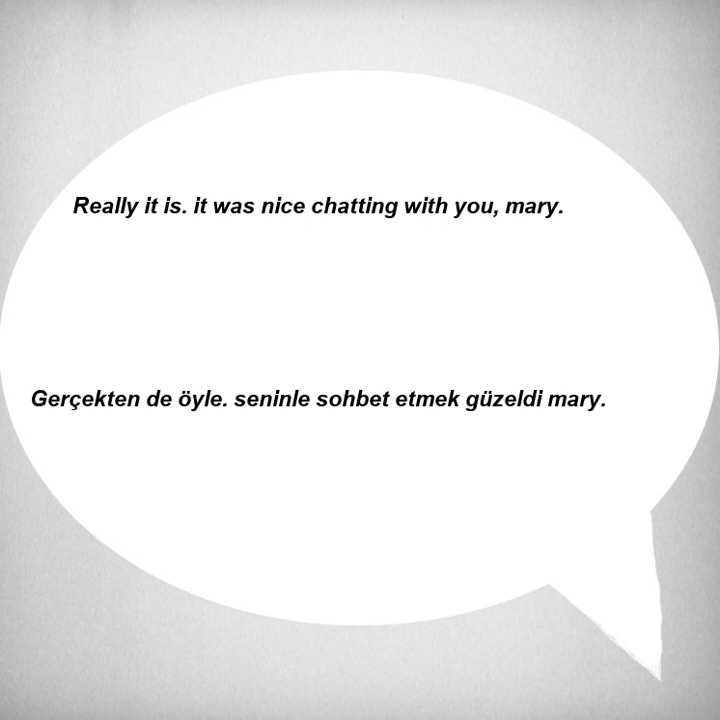 Really it is. it was nice chatting with you, mary.
Gerçekten de öyle. seninle sohbet etmek güzeldi mary.